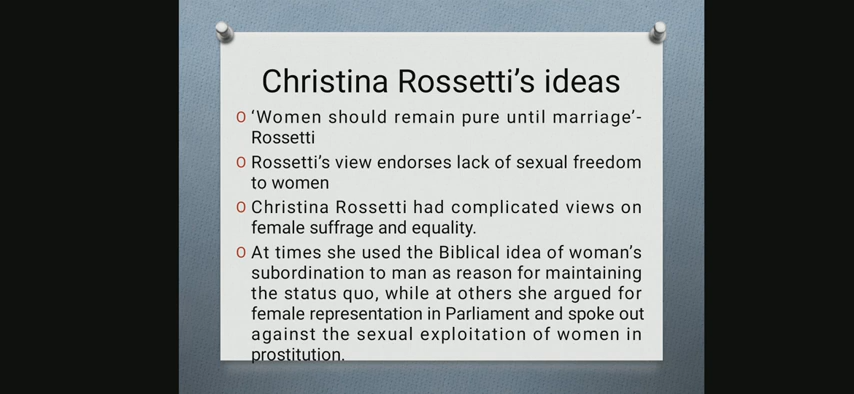 Christina Rossetti's ideas
O 'Women should remain pure until marriage'-
Rossetti
O Rossetti's view endorses lack of sexual freedom
to women
O Christina Rossetti had complicated views on
female suffrage and equality.
O At times she used the Biblical idea of woman's
subordination to man as reason for maintaining
the status quo, while at others she argued for
female representation in Parliament and spoke out
against the sexual exploitation of women in
prostitution.